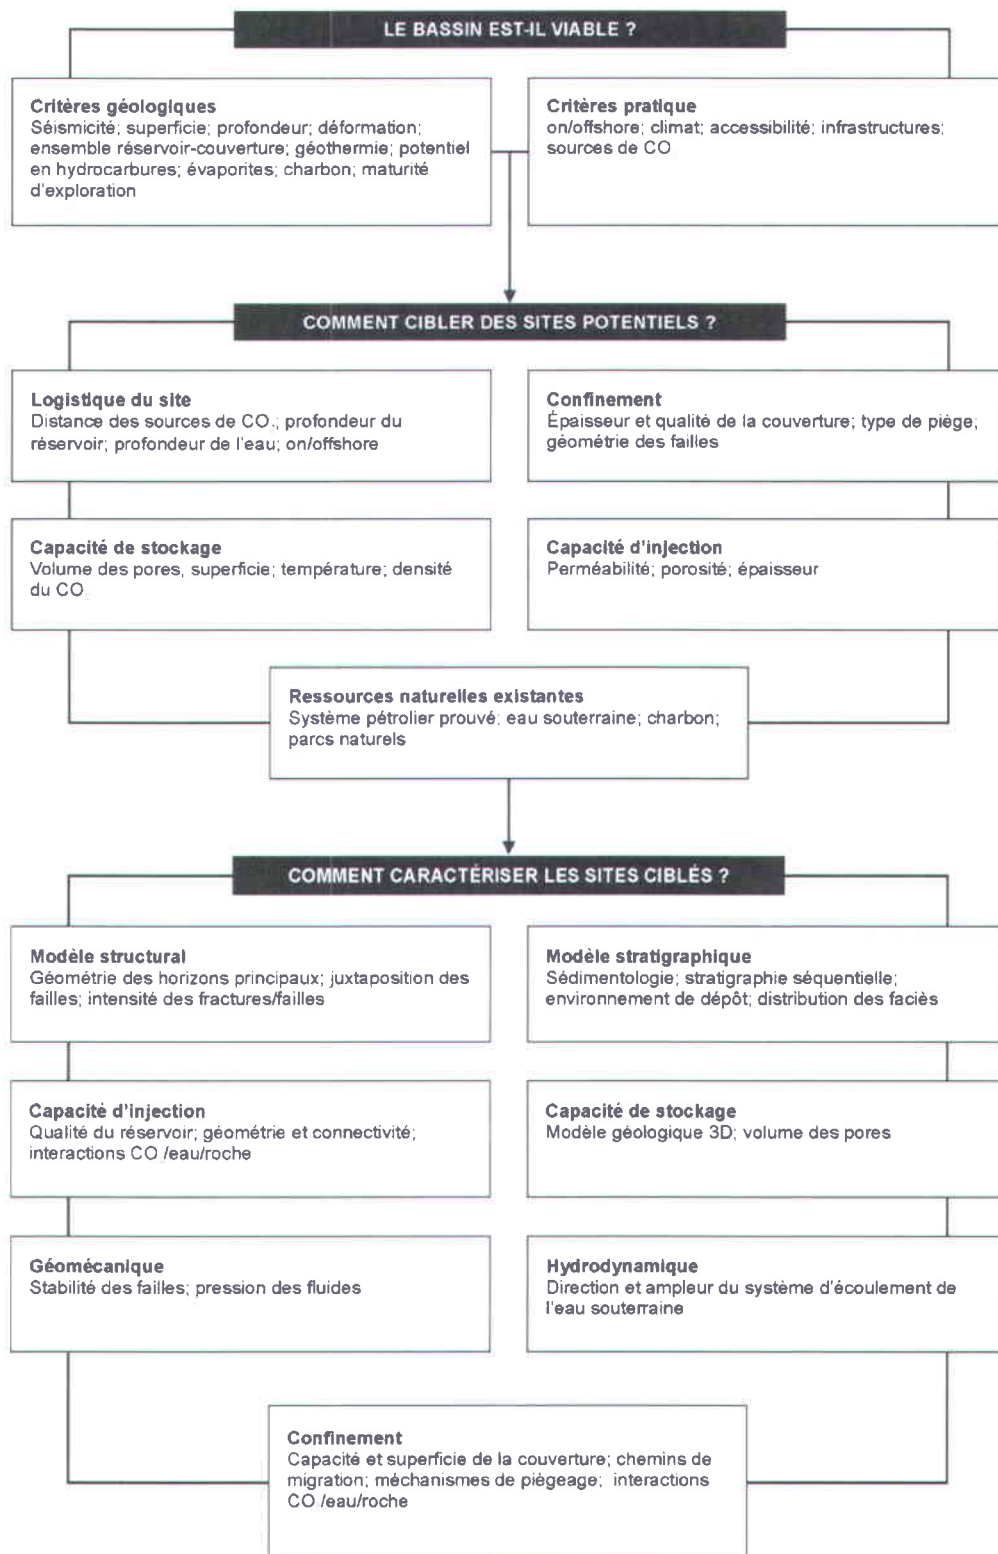 LE BASSIN EST-IL VIABLE ?
Critères géologiques
Séismicité; superficie; profondeur; déformation;
ensemble réservoir-couverture; géothermie; potentiel
en hydrocarbures; évaporites; charbon; maturité
d'exploration
Critères pratique
on/offshore; climat; accessibilité; infrastructures;
sources de CO
COMMENT CIBLER DES SITES POTENTIELS ?
Logistique du site
Distance des sources de CO₂; profondeur du
réservoir; profondeur de l'eau; on/offshore
Confinement
Épaisseur et qualité de la couverture; type de piège;
géométrie des failles
Capacité de stockage
Volume des pores, superficie; température; densité
du CO
Capacité d'injection
Perméabilité; porosité; épaisseur
Ressources naturelles existantes
Système pétrolier prouvé; eau souterraine; charbon;
parcs naturels
COMMENT CARACTÉRISER LES SITES CIBLÉS ?
Modèle structural
Géométrie des horizons principaux; juxtaposition des
failles; intensité des fractures/failles
Modèle stratigraphique
Sédimentologie; stratigraphie séquentielle;
environnement de dépôt; distribution des faciès
Capacité d'injection
Qualité du réservoir; géométrie et connectivité;
interactions CO /eau/roche
Capacité de stockage
Modèle géologique 3D; volume des pores
Géomécanique
Stabilité des failles; pression des fluides
Hydrodynamique
Direction et ampleur du système d'écoulement de
l'eau souterraine
Confinement
Capacité et superficie de la couverture; chemins de
migration; méchanismes de piègeage; interactions
CO /eau/roche